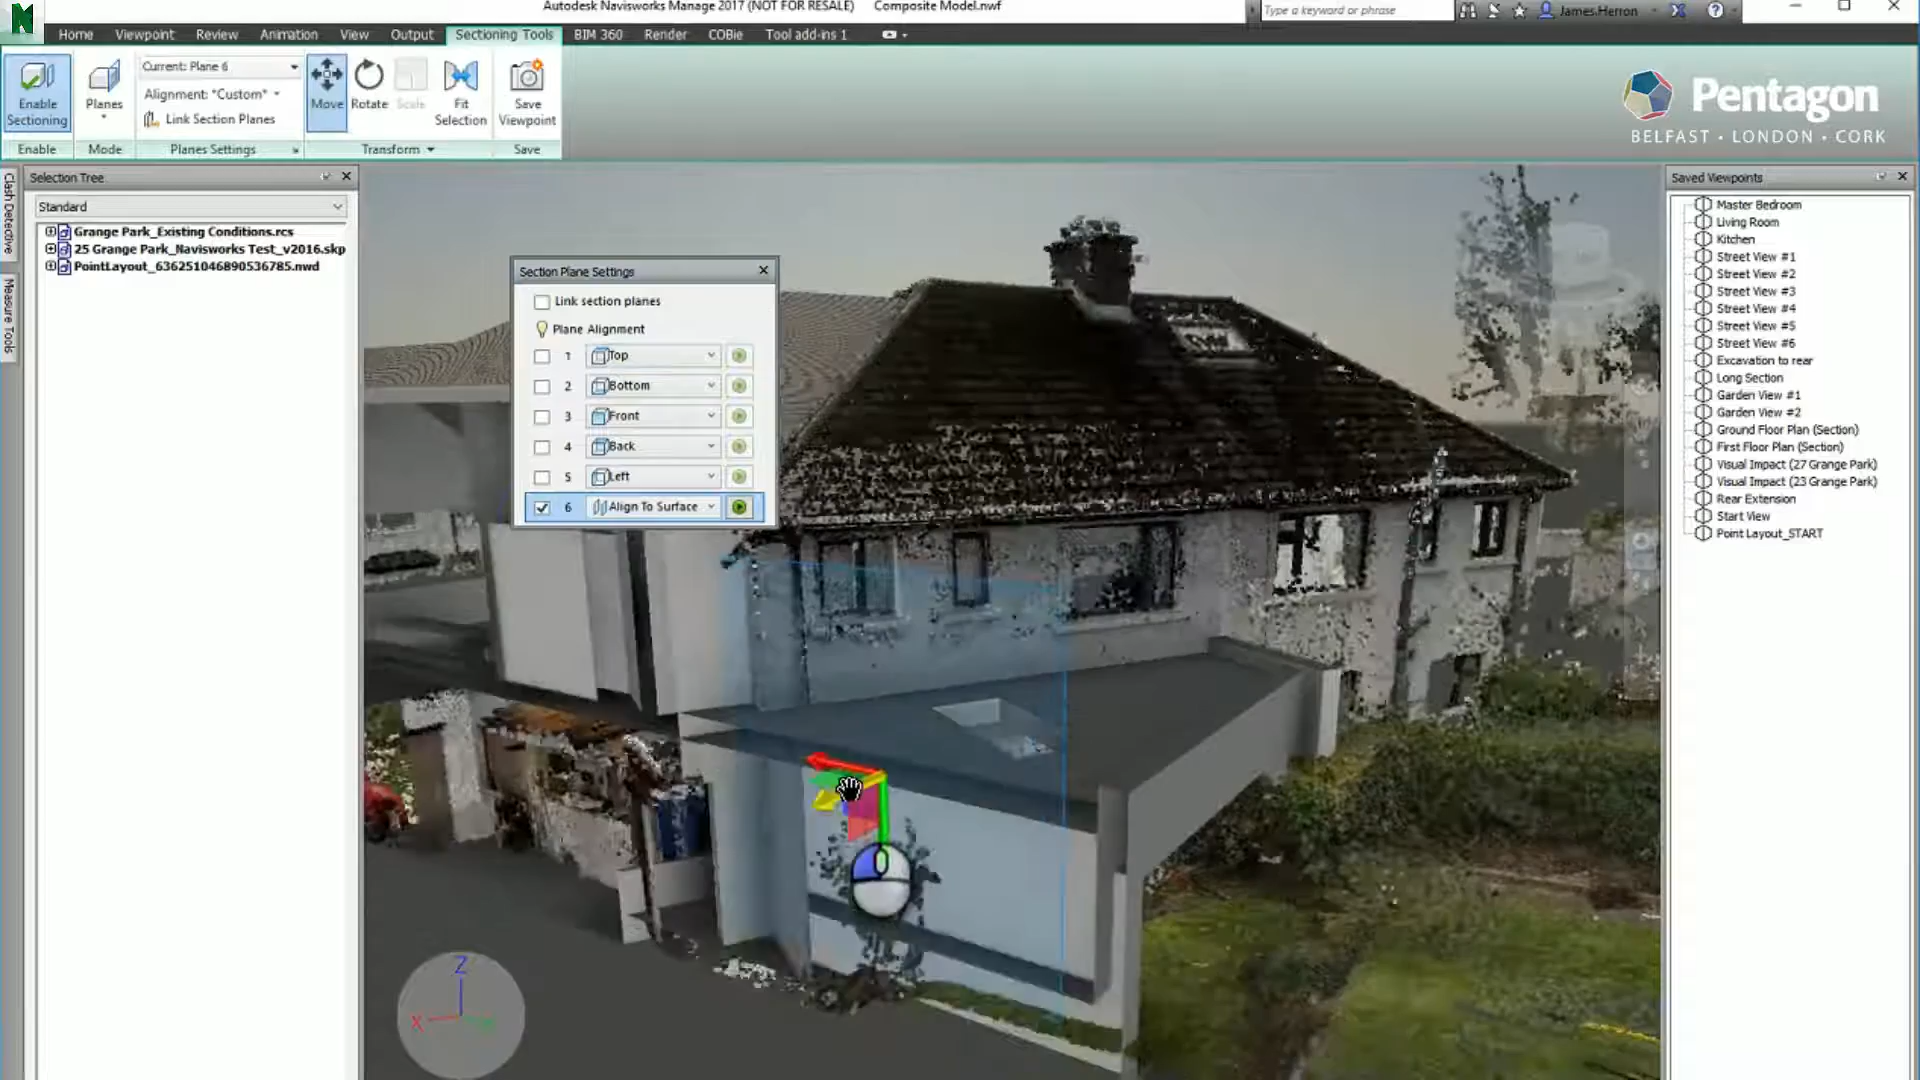 Autodesk Navisworks Manage 2017 (NOT FOR RESALE) Composite Model.nwf
Type a keyword or phrase
James.Herron
Home Viewpoint Review Animation View Output Sectioning Tools BIM 360 Render COBie Tool add-ins 1
Enable Sectioning
Planes
Current: Plane 6
Alignment: "Custom"
Link Section Planes
Move
Rotate
Scale
Fit Selection
Save Viewpoint
Enable Mode Planes Settings Transform Save
Pentagon
BELFAST • LONDON • CORK
Clash Detective
Measure Tools
Selection Tree
Standard
Grange Park_Existing Conditions.rcs
25 Grange Park_Navisworks Test_v2016.skp
PointLayout_636251046890536785.nwd
Section Plane Settings
Link section planes
Plane Alignment
1 Top
2 Bottom
3 Front
4 Back
5 Left
6 Align To Surface
Z
X
Saved Viewpoints
Master Bedroom
Living Room
Kitchen
Street View #1
Street View #2
Street View #3
Street View #4
Street View #5
Street View #6
Excavation to rear
Long Section
Garden View #1
Garden View #2
Ground Floor Plan (Section)
First Floor Plan (Section)
Visual Impact (27 Grange Park)
Visual Impact (23 Grange Park)
Rear Extension
Start View
Point Layout_START